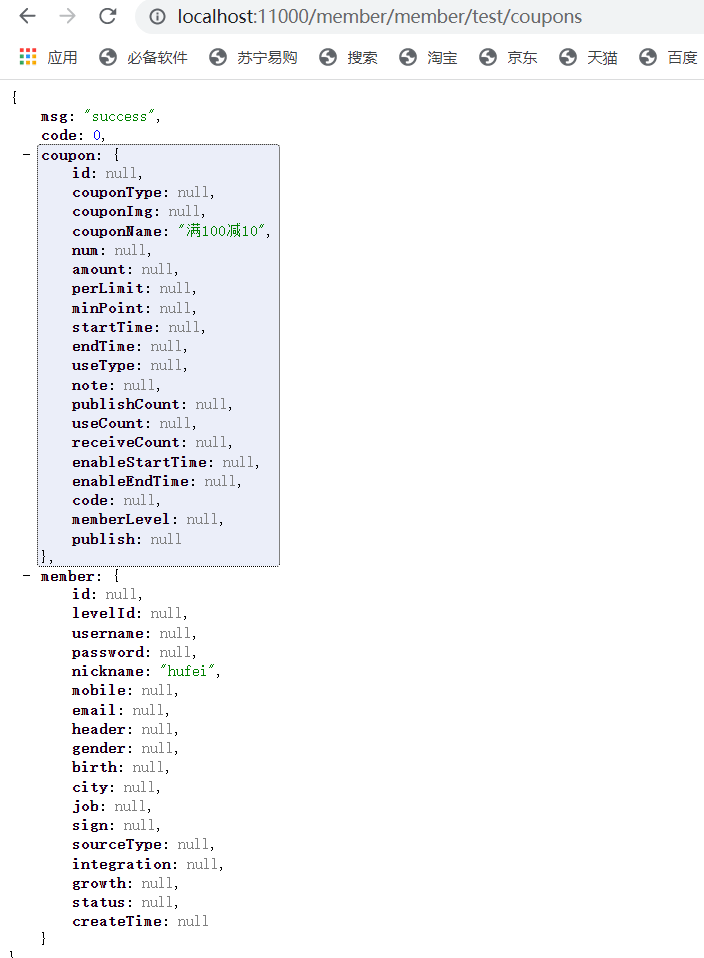 localhost:11000/member/member/test/coupons
应用 必备软件 苏宁易购 搜索 淘宝 京东 天猫 百度
{
msg: "success",
code: 0,
- coupon: {
id: null,
couponType: null,
couponImg: null,
couponName: "满100减10",
num: null,
amount: null,
perLimit: null,
minPoint: null,
startTime: null,
endTime: null,
useType: null,
note: null,
publishCount: null,
useCount: null,
receiveCount: null,
enableStartTime: null,
enableEndTime: null,
code: null,
memberLevel: null,
publish: null
},
- member: {
id: null,
levelId: null,
username: null,
password: null,
nickname: "hufei",
mobile: null,
email: null,
header: null,
gender: null,
birth: null,
city: null,
job: null,
sign: null,
sourceType: null,
integration: null,
growth: null,
status: null,
createTime: null
}
}